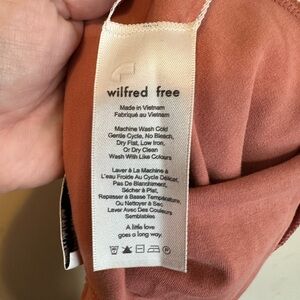 wilfred free
Made in Vietnam
Fabriqué au Vietnam
Machine Wash Cold
Gentle Cycle, No Bleach,
Dry Flat, Low Iron,
Or Dry Clean
Wash With Like Colours
Laver À La Machine À
L'eau Froide Au Cycle Délicat,
Pas De Blanchiment,
Sécher À Plat,
Repasser À Basse Température,
Ou Nettoyer À Sec
Laver Avec Des Couleurs
Semblables
A little love
goes a long way.